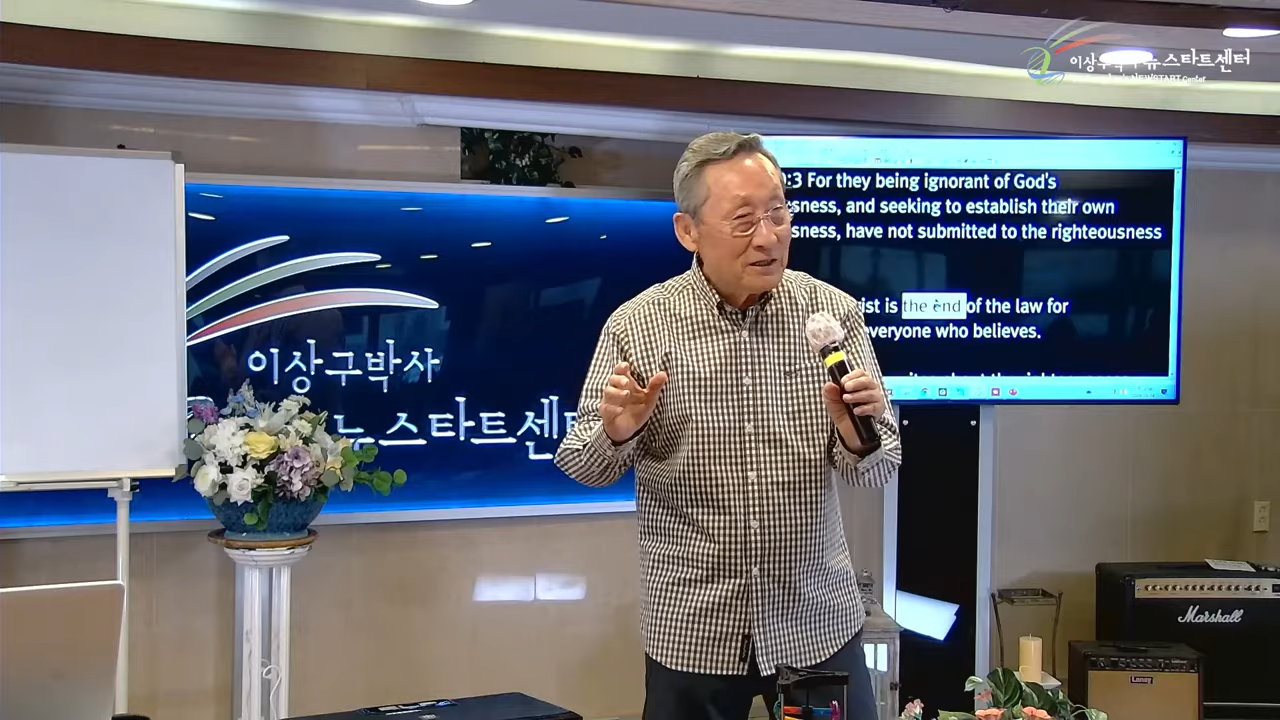 이상구박사뉴스타트센터
NEWSTART Center
:3 For they being ignorant of God's
sness, and seeking to establish their own
sness, have not submitted to the righteousness
ist is the end of the law for
everyone who believes.
이상구박사
뉴스타트센터
Marshall
Laney